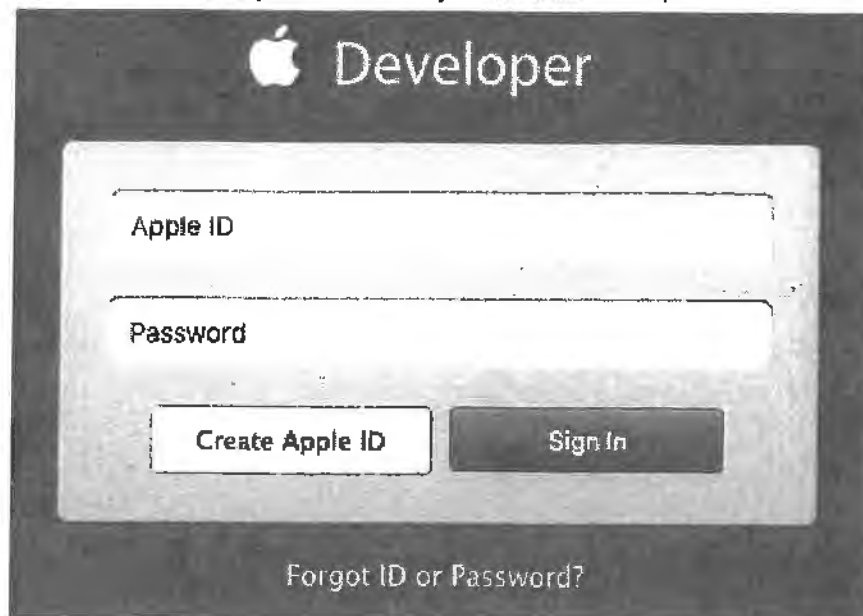 Developer
Apple ID
Password
Create Apple ID
Sign In
Forgot ID or Password?